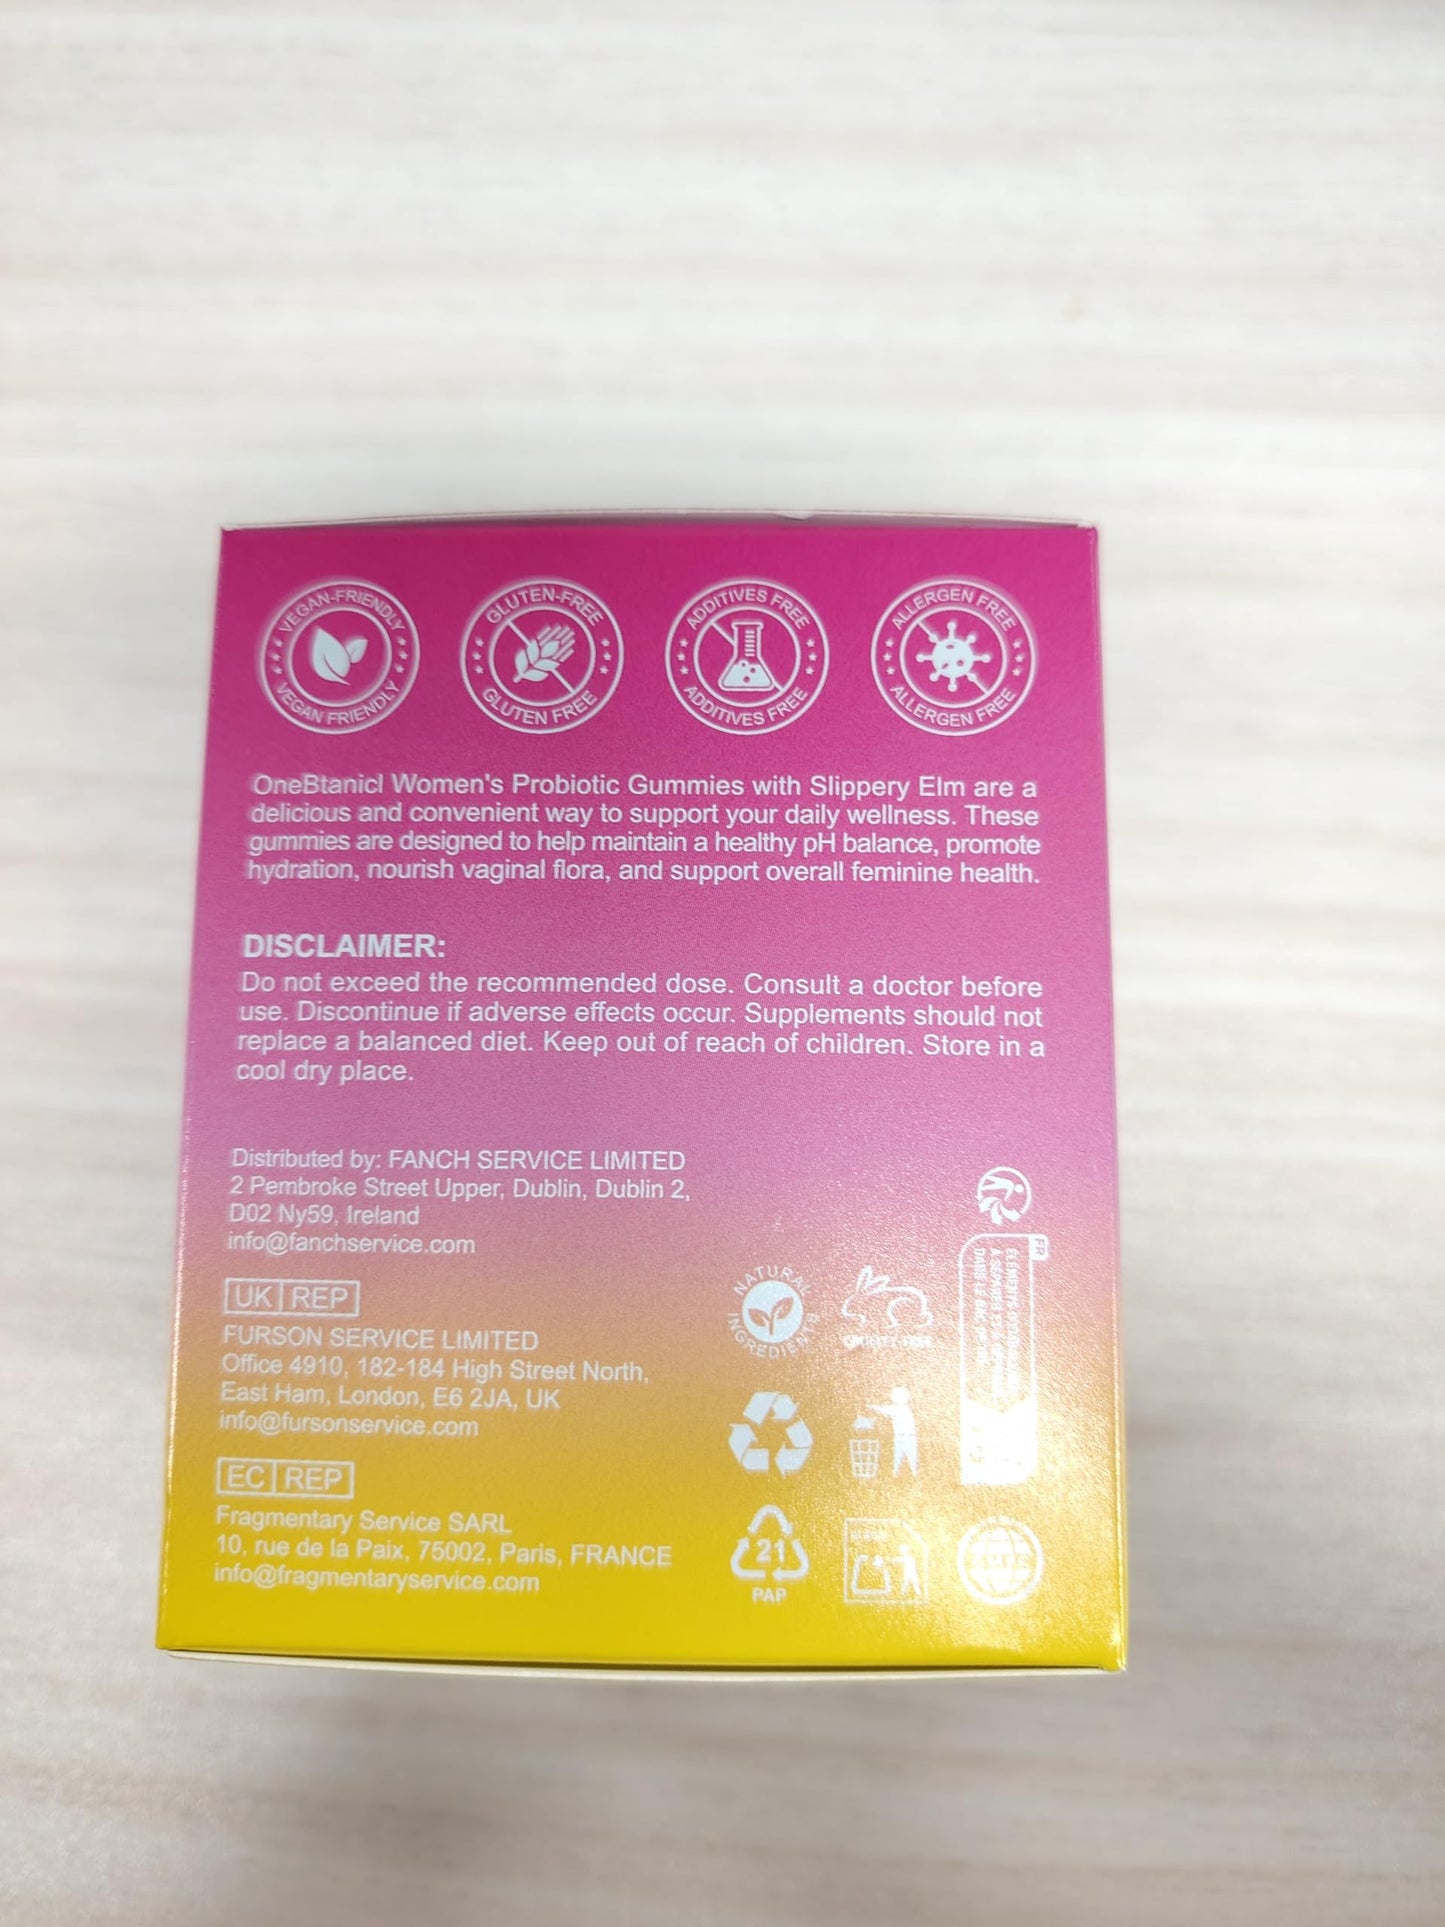 VEGAN-FRIENDLY
VEGAN FRIENDLY
GLUTEN-FREE
GLUTEN FREE
ADDITIVES FREE
ADDITIVES FREE
ALLERGEN FREE
ALLERGEN FREE
OneBtanicl Women's Probiotic Gummies with Slippery Elm are a
delicious and convenient way to support your daily wellness. These
gummies are designed to help maintain a healthy pH balance, promote
hydration, nourish vaginal flora, and support overall feminine health.
DISCLAIMER:
Do not exceed the recommended dose. Consult a doctor before
use. Discontinue if adverse effects occur. Supplements should not
replace a balanced diet. Keep out of reach of children. Store in a
cool dry place.
Distributed by: FANCH SERVICE LIMITED
2 Pembroke Street Upper, Dublin, Dublin 2,
D02 Ny59, Ireland
info@fanchservice.com
UK REP
FURSON SERVICE LIMITED
Office 4910, 182-184 High Street North,
East Ham, London, E6 2JA, UK
info@fursonservice.com
EC REP
Fragmentary Service SARL
10, rue de la Paix, 75002, Paris, FRANCE
info@fragmentaryservice.com
NATURAL
INGREDIENTS
CRUELTY-FREE
FR
21
PAP